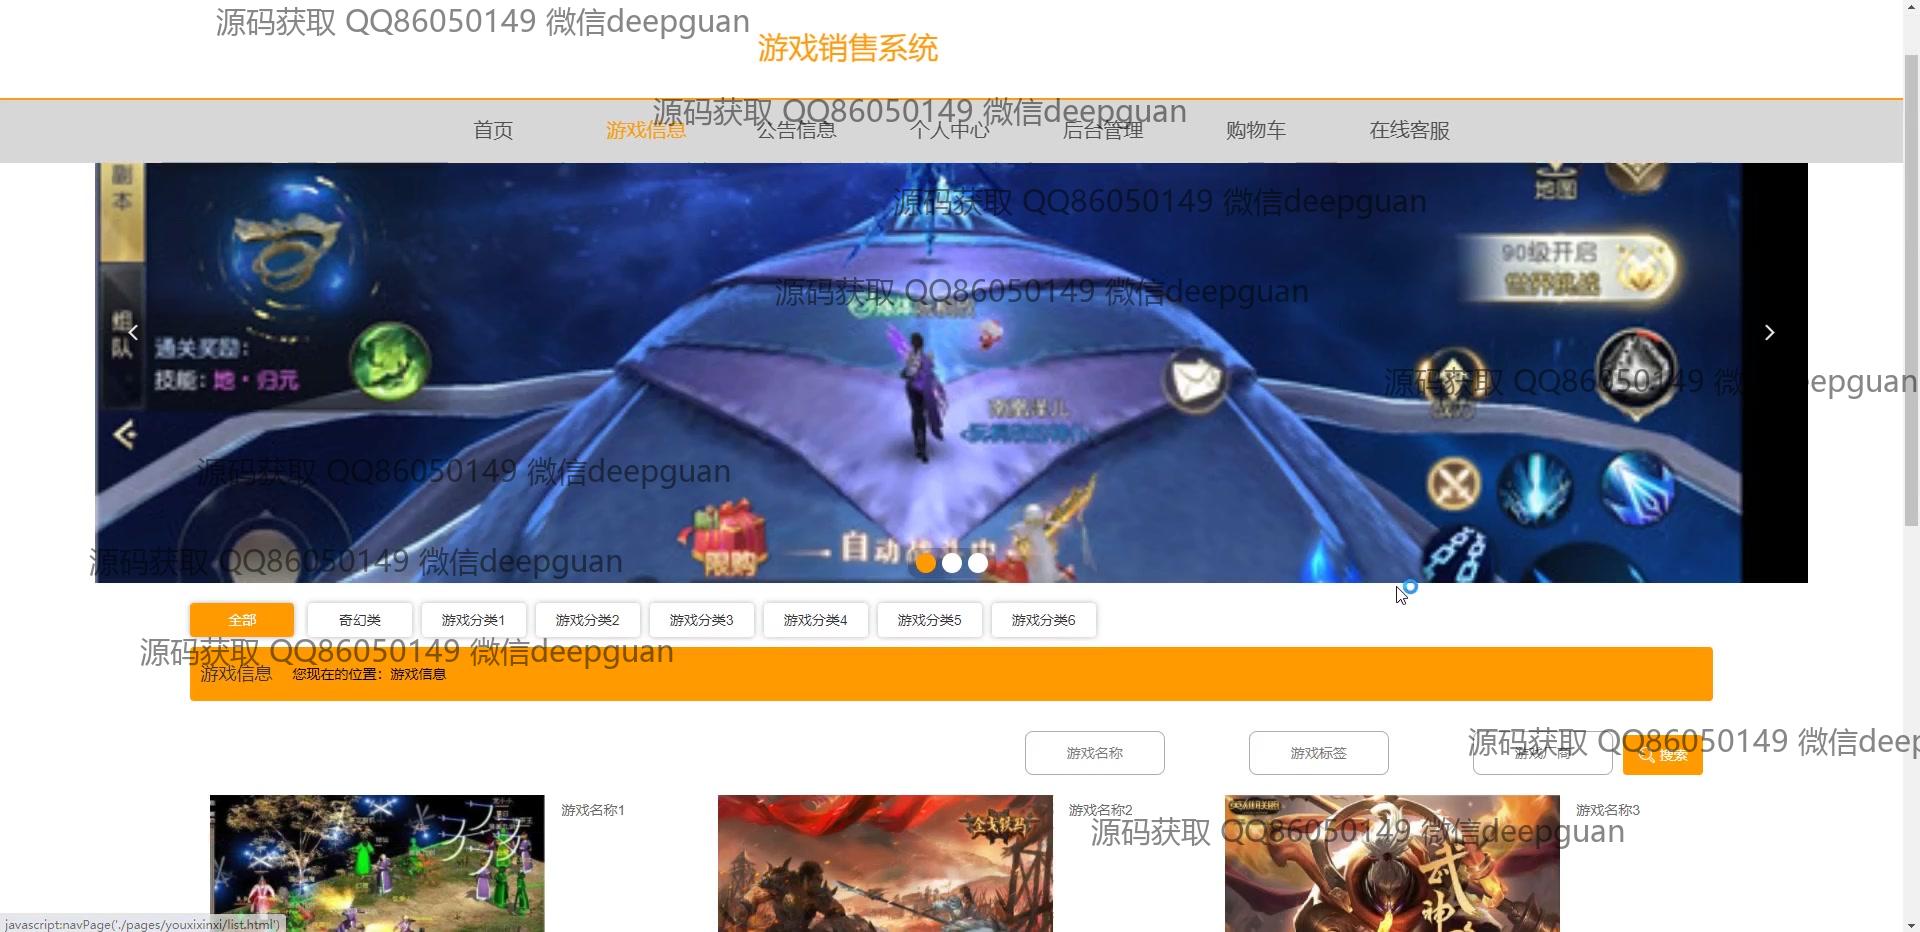 源码获取 QQ86050149 微信deepguan
游戏销售系统
源码获取 QQ86050149 微信deepguan
首页 游戏信息 公告信息 个人中心 后台管理 购物车 在线客服
源码获取 QQ86050149 微信deepguan
副本
地图
90级开启
世界挑战
源码获取 QQ86050149 微信deepguan
组队
通关奖励：
技能：地·归元
源码获取 QQ86050149 微信deepguan
源码获取 QQ86050149 微信deepguan
限购
自动战斗中
源码获取 QQ86050149 微信deepguan
全部 奇幻类 游戏分类1 游戏分类2 游戏分类3 游戏分类4 游戏分类5 游戏分类6
源码获取 QQ86050149 微信deepguan
游戏信息 您现在的位置：游戏信息
源码获取 QQ86050149 微信deep
游戏名称 游戏标签 游戏厂商 搜索
游戏名称1 游戏名称2 游戏名称3
源码获取 QQ86050149 微信deepguan
武神
javascript:navPage('./pages/youxixinxi/list.html')